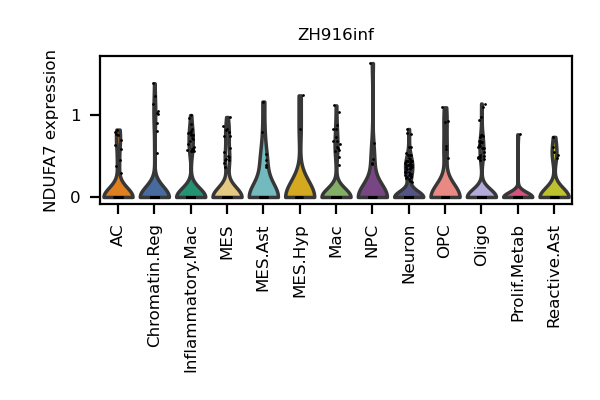 ZH916inf
NDUFA7 expression
1
0
AC
Chromatin.Reg
Inflammatory.Mac
MES
MES.Ast
MES.Hyp
Mac
NPC
Neuron
OPC
Oligo
Prolif.Metab
Reactive.Ast